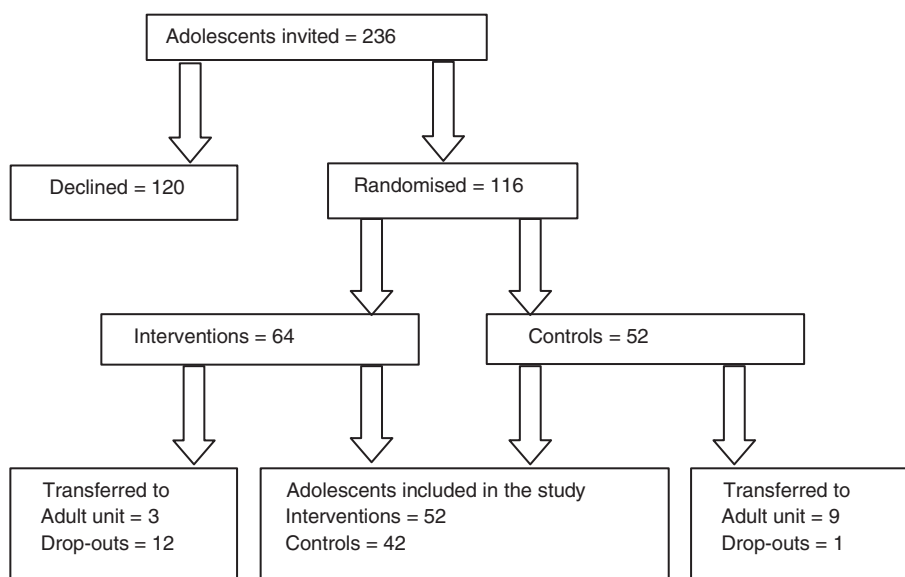 Adolescents invited = 236
Declined = 120
Randomised = 116
Interventions = 64
Controls = 52
Transferred to
Adult unit = 3
Drop-outs = 12
Adolescents included in the study
Interventions = 52
Controls = 42
Transferred to
Adult unit = 9
Drop-outs = 1